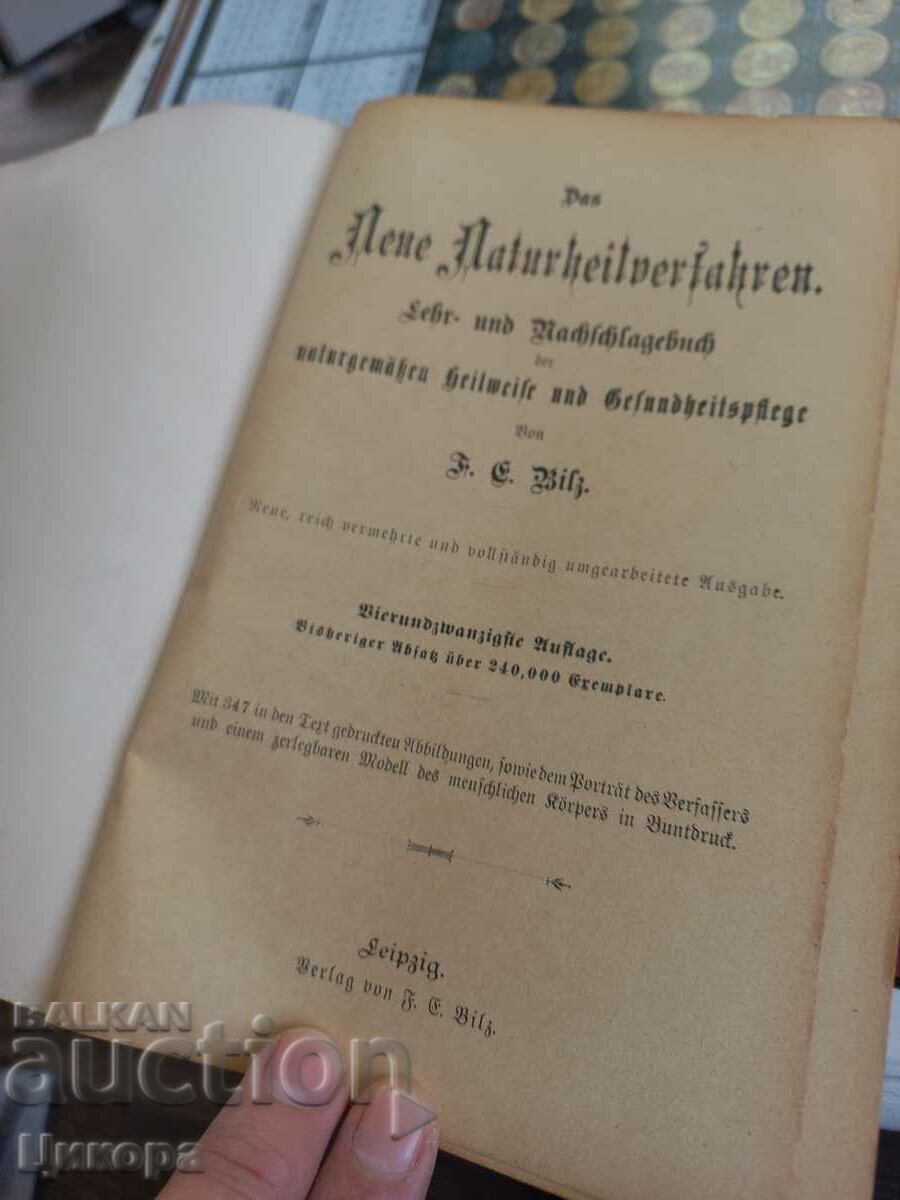 Das
Neue Naturheilverfahren.
Lehr- und Nachschlagebuch
der
naturgemäßen Heilweise und Gesundheitspflege
Von
F. E. Bilz.
Neue, reich vermehrte und vollständig umgearbeitete Ausgabe.
Vierundzwanzigste Auflage.
Bisheriger Absatz über 240,000 Exemplare.
Mit 347 in den Text gedruckten Abbildungen, sowie dem Porträt des Verfassers
und einem zerlegbaren Modell des menschlichen Körpers in Buntdruck.
Leipzig.
Verlag von F. E. Bilz.
BALKAN
auction
Цикора